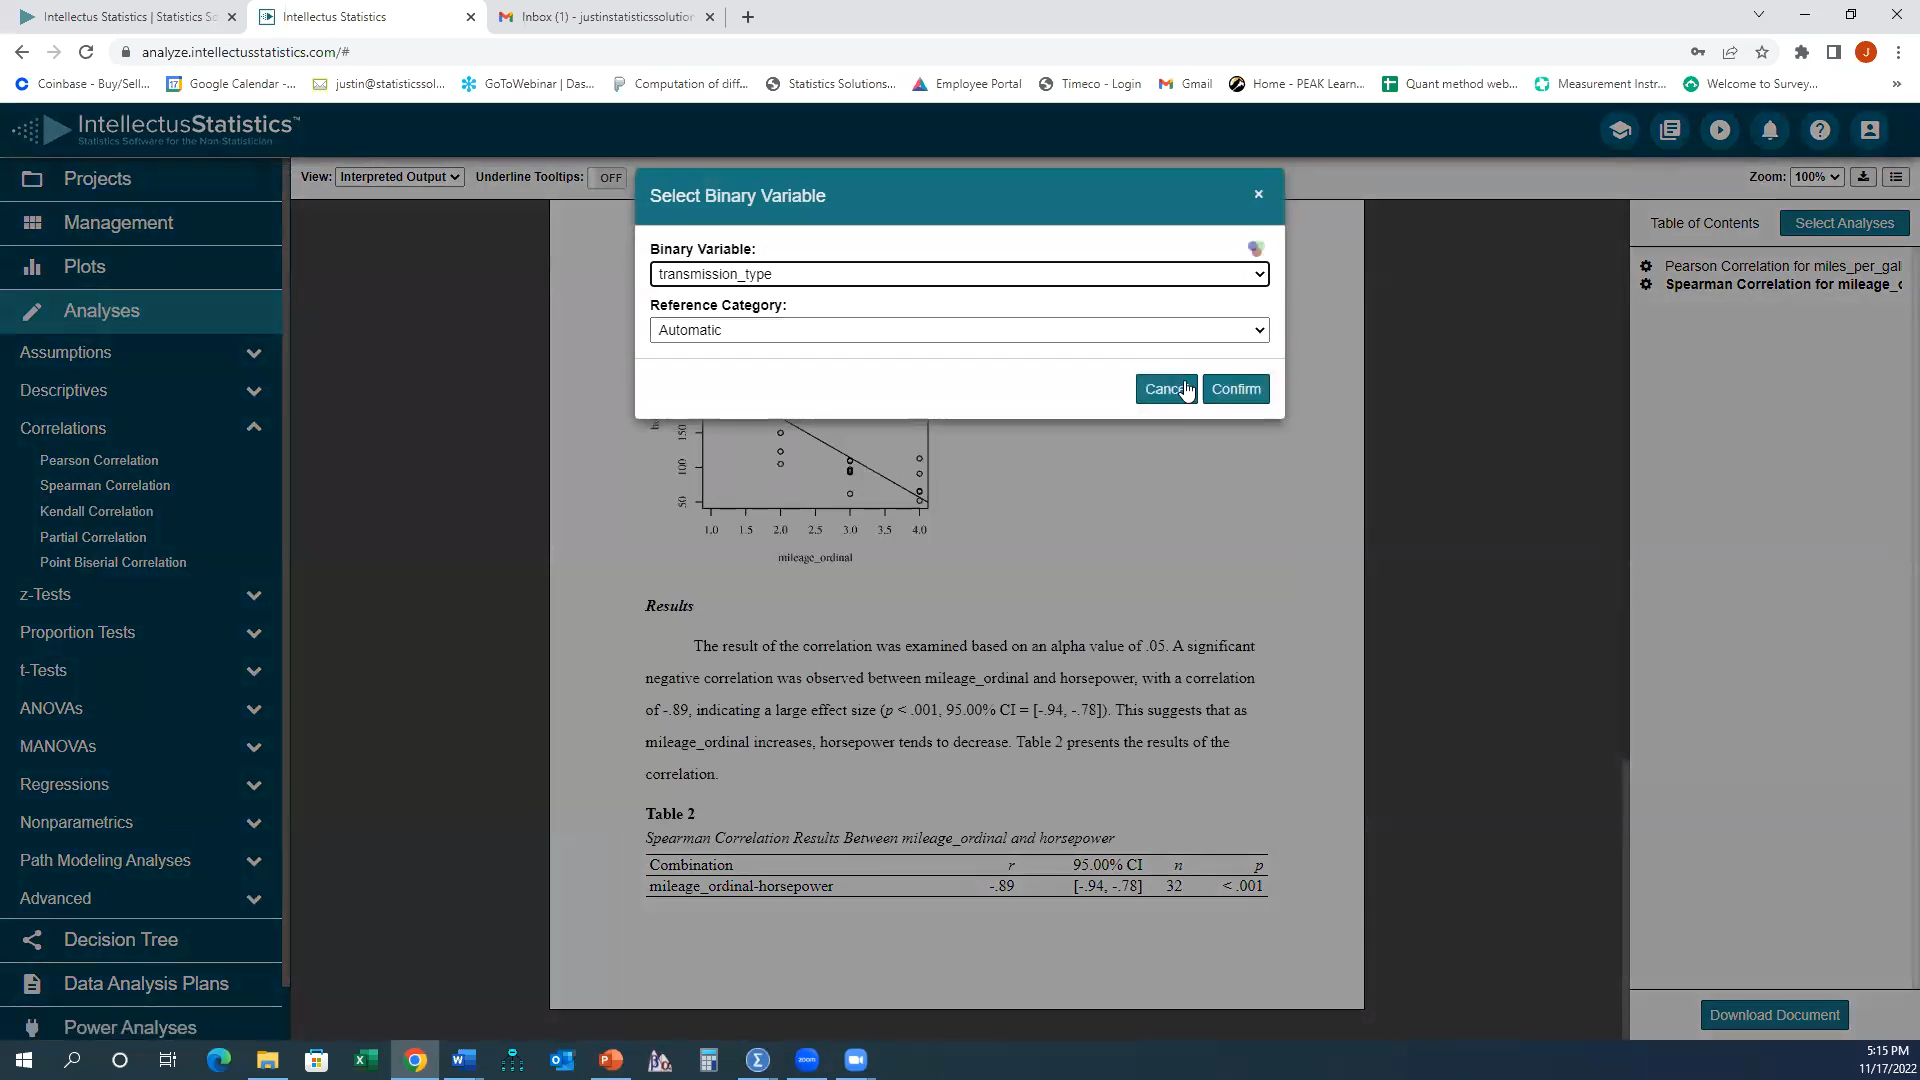 Intellectus Statistics | Statistics So
Intellectus Statistics
Inbox (1) - justinstatisticssolution
analyze.intellectusstatistics.com/#
J
Coinbase - Buy/Sell...
Google Calendar -...
justin@statisticssol...
GoToWebinar | Das...
Computation of diff...
Statistics Solutions...
Employee Portal
Timeco - Login
Gmail
Home - PEAK Learn...
Quant method web...
Measurement Instr...
Welcome to Survey...
IntellectusStatistics™
Statistics Software for the Non-Statistician
Projects
Management
Plots
Analyses
Assumptions
Descriptives
Correlations
Pearson Correlation
Spearman Correlation
Kendall Correlation
Partial Correlation
Point Biserial Correlation
z-Tests
Proportion Tests
t-Tests
ANOVAs
MANOVAs
Regressions
Nonparametrics
Path Modeling Analyses
Advanced
Decision Tree
Data Analysis Plans
Power Analyses
View: Interpreted Output Underline Tooltips: OFF
Zoom: 100%
Select Binary Variable
Binary Variable:
transmission_type
Reference Category:
Automatic
Confirm
150
100
50
1.0 1.5 2.0 2.5 3.0 3.5 4.0
mileage_ordinal
Results
The result of the correlation was examined based on an alpha value of .05. A significant
negative correlation was observed between mileage_ordinal and horsepower, with a correlation
of -.89, indicating a large effect size (p < .001, 95.00% CI = [-.94, -.78]). This suggests that as
mileage_ordinal increases, horsepower tends to decrease. Table 2 presents the results of the
correlation.
Table 2
Spearman Correlation Results Between mileage_ordinal and horsepower
Combination r 95.00% CI n p
mileage_ordinal-horsepower -.89 [-.94, -.78] 32 < .001
Table of Contents
Select Analyses
Pearson Correlation for miles_per_gall
Spearman Correlation for mileage_o
Download Document
5:15 PM
11/17/2022